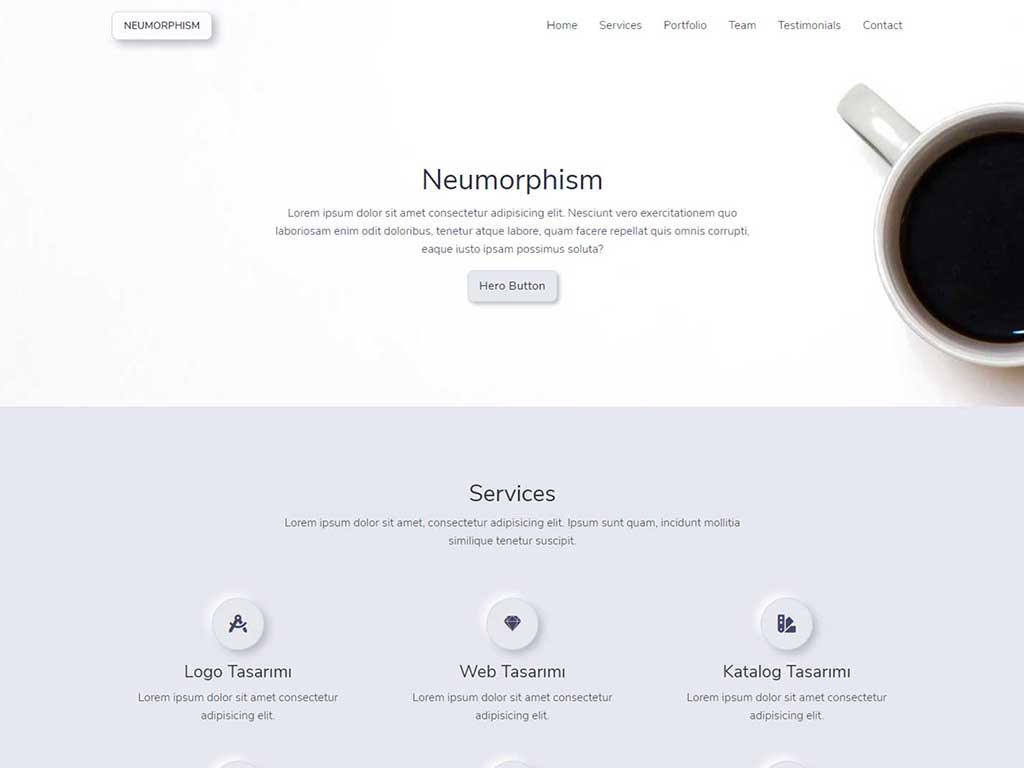 NEUMORPHISM
Home Services Portfolio Team Testimonials Contact
Neumorphism
Lorem ipsum dolor sit amet consectetur adipisicing elit. Nesciunt vero exercitationem quo
laboriosam enim odit doloribus, tenetur atque labore, quam facere repellat quis omnis corrupti,
eaque iusto ipsam possimus soluta?
Hero Button
Services
Lorem ipsum dolor sit amet, consectetur adipisicing elit. Ipsum sunt quam, incidunt mollitia
similique tenetur suscipit.
Logo Tasarımı
Lorem ipsum dolor sit amet consectetur
adipisicing elit.
Web Tasarımı
Lorem ipsum dolor sit amet consectetur
adipisicing elit.
Katalog Tasarımı
Lorem ipsum dolor sit amet consectetur
adipisicing elit.